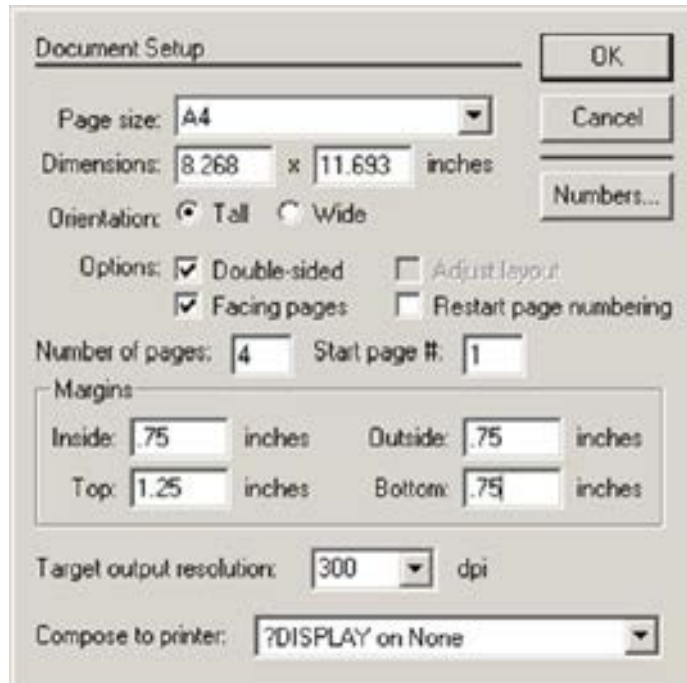 Document Setup
OK
Page size: A4
Cancel
Dimensions: 8.268 x 11.693 inches
Numbers...
Orientation: Tall Wide
Options: Double-sided Adjust layout
Facing pages Restart page numbering
Number of pages: 4 Start page #: 1
Margins
Inside: .75 inches Outside: .75 inches
Top: 1.25 inches Bottom: .75 inches
Target output resolution: 300 dpi
Compose to printer: ?DISPLAY on None